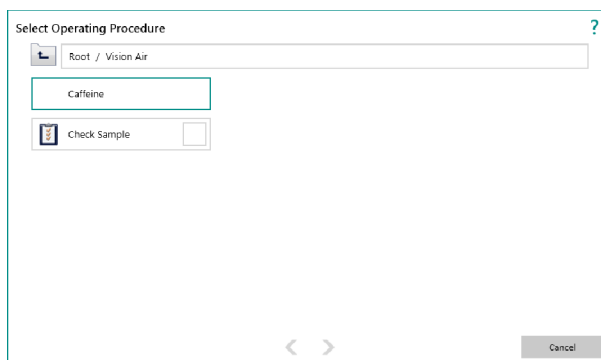 Select Operating Procedure
?
Root / Vision Air
Caffeine
Check Sample
Cancel